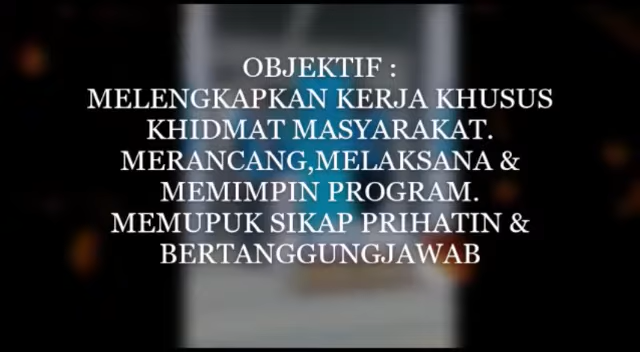 OBJEKTIF :
MELENGKAPKAN KERJA KHUSUS
KHIDMAT MASYARAKAT.
MERANCANG,MELAKSANA &
MEMIMPIN PROGRAM.
MEMUPUK SIKAP PRIHATIN &
BERTANGGUNGJAWAB